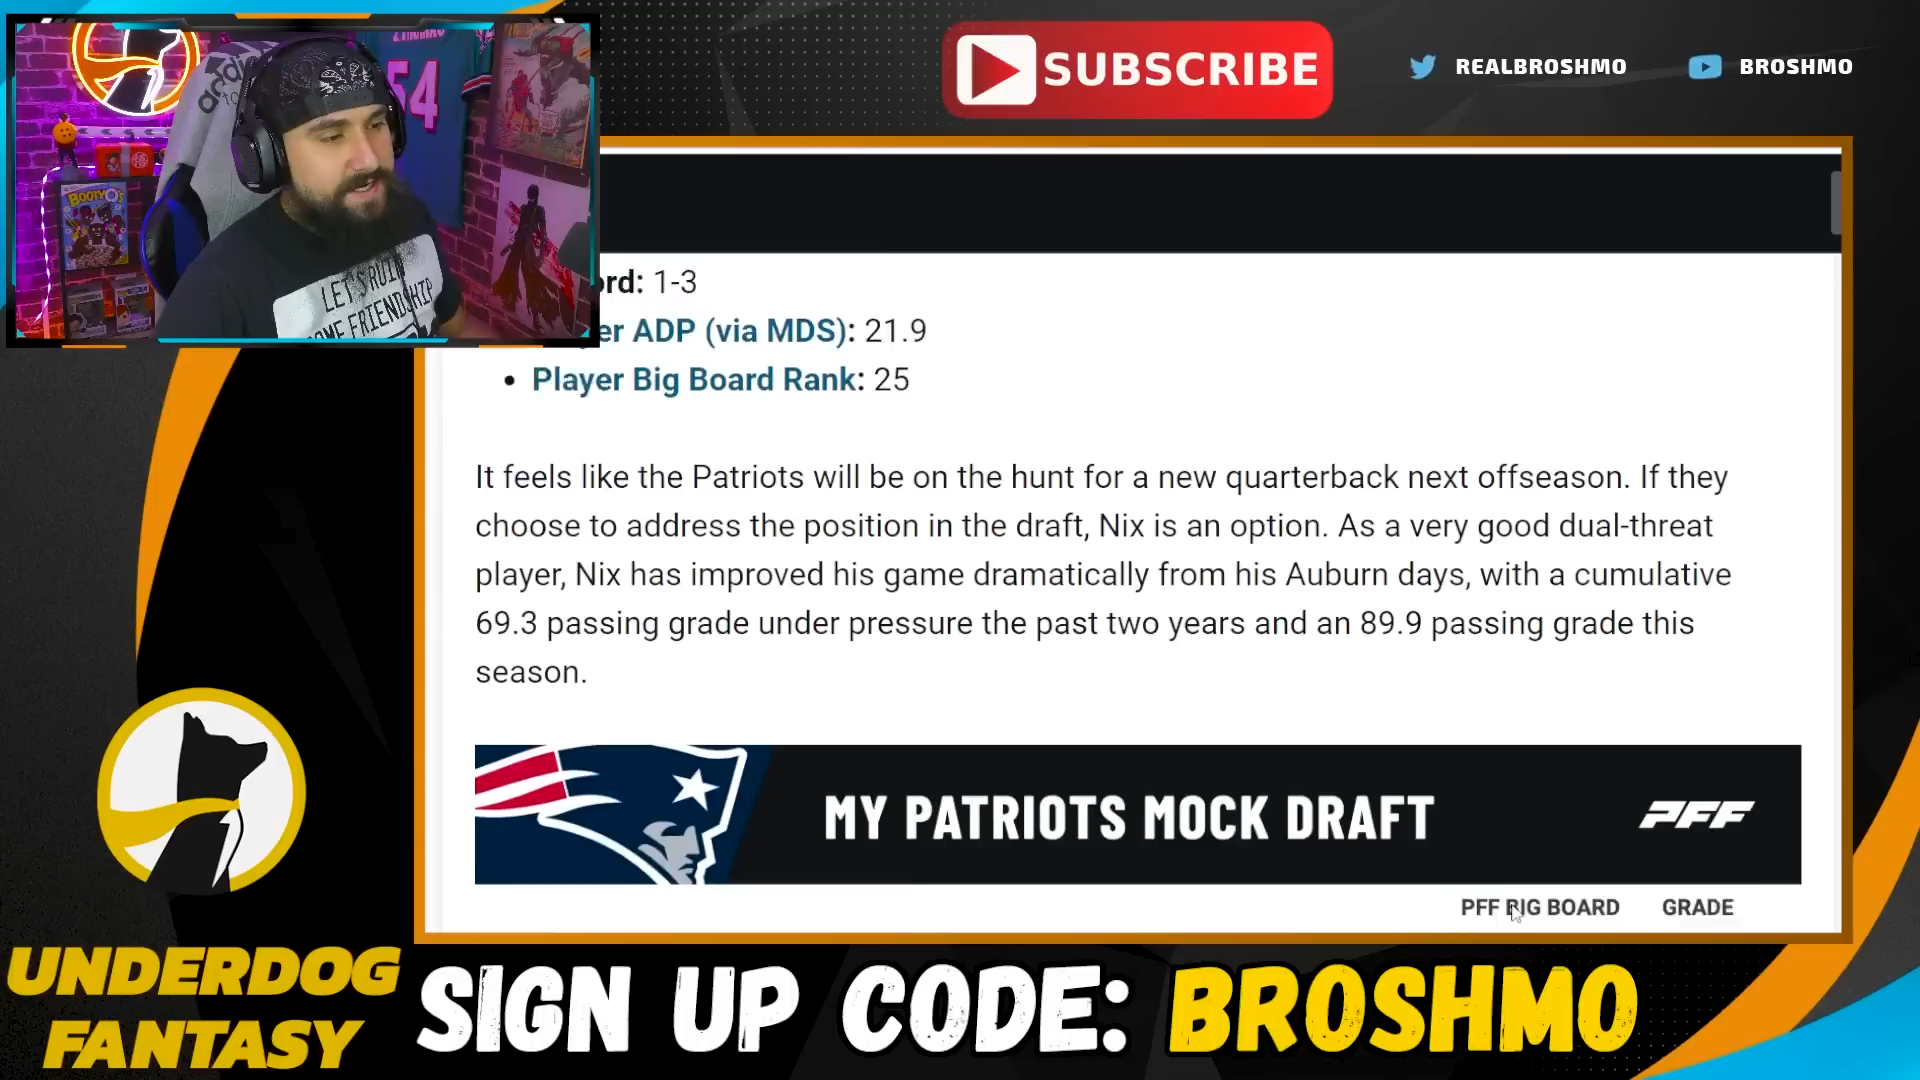 SUBSCRIBE
REALBROSHMO
BROSHMO
54
BOOTY O'S
LET'S RUIN
SOME FRIENDSHIP
ord: 1-3
er ADP (via MDS): 21.9
• Player Big Board Rank: 25
It feels like the Patriots will be on the hunt for a new quarterback next offseason. If they
choose to address the position in the draft, Nix is an option. As a very good dual-threat
player, Nix has improved his game dramatically from his Auburn days, with a cumulative
69.3 passing grade under pressure the past two years and an 89.9 passing grade this
season.
MY PATRIOTS MOCK DRAFT
PFF
PFF BIG BOARD GRADE
UNDERDOG
FANTASY
SIGN UP CODE: BROSHMO